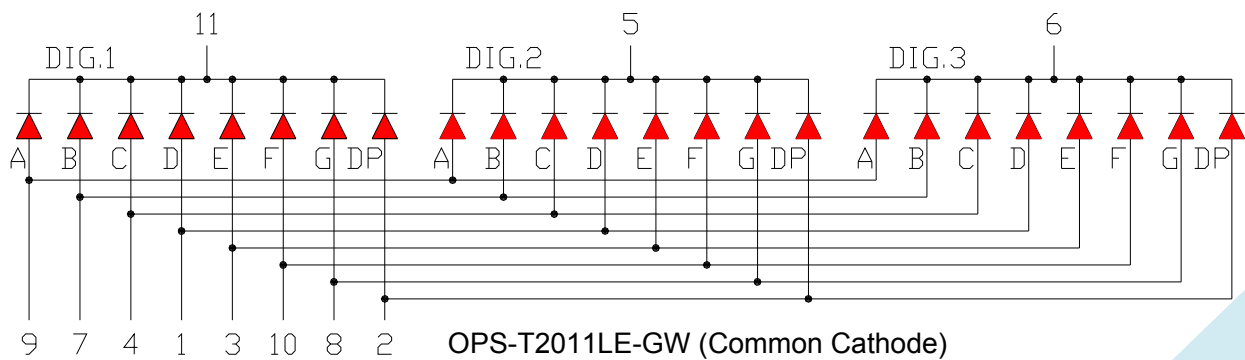 11 5 6
DIG.1 DIG.2 DIG.3
A B C D E F G DP A B C D E F G DP A B C D E F G DP
9 7 4 1 3 10 8 2 OPS-T2011LE-GW (Common Cathode)